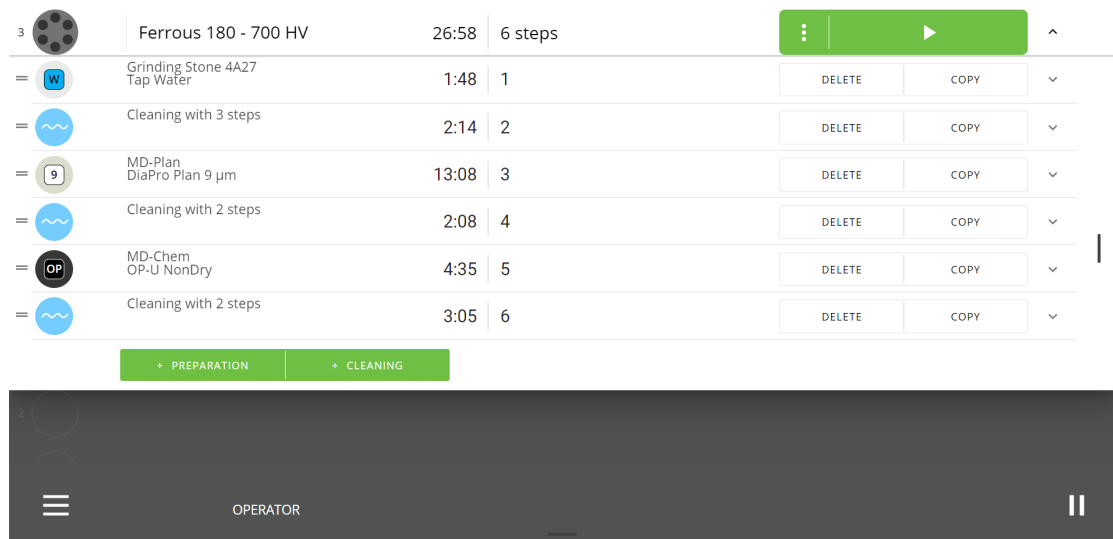 3 Ferrous 180 - 700 HV 26:58 6 steps
W Grinding Stone 4A27
Tap Water 1:48 1 DELETE COPY
Cleaning with 3 steps 2:14 2 DELETE COPY
9 MD-Plan
DiaPro Plan 9 µm 13:08 3 DELETE COPY
Cleaning with 2 steps 2:08 4 DELETE COPY
OP MD-Chem
OP-U NonDry 4:35 5 DELETE COPY
Cleaning with 2 steps 3:05 6 DELETE COPY
+ PREPARATION + CLEANING
2
OPERATOR